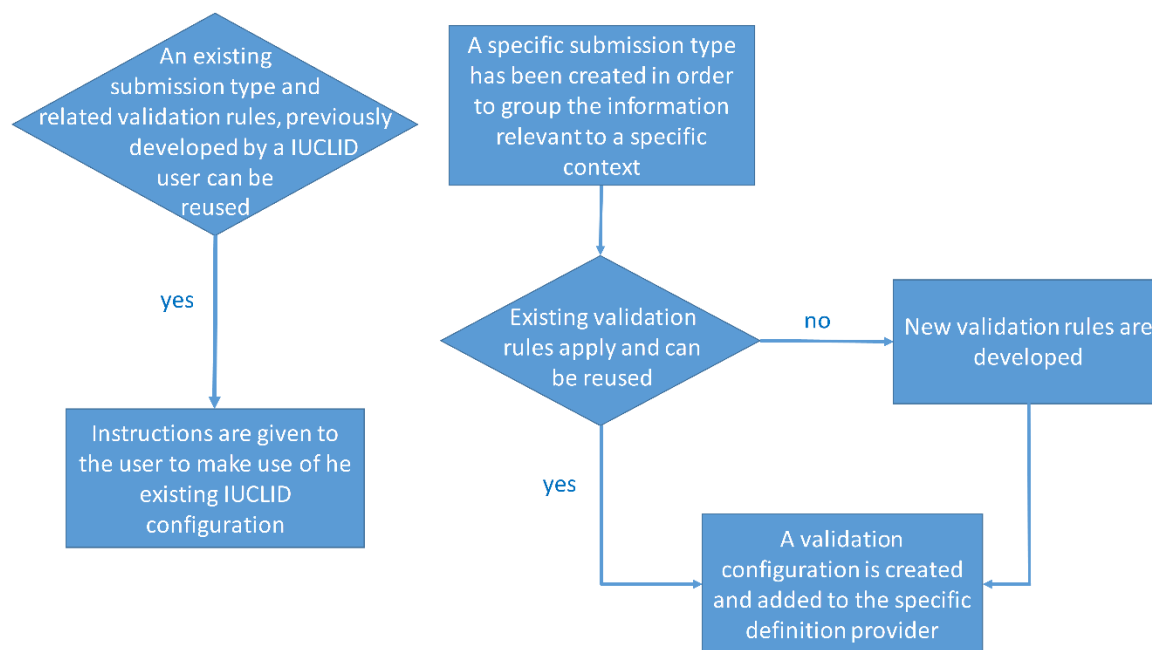 An existing
submission type and
related validation rules, previously
developed by a IUCLID
user can be
reused
yes
Instructions are given to
the user to make use of he
existing IUCLID
configuration
A specific submission type
has been created in order
to group the information
relevant to a specific
context
Existing validation
rules apply and can
be reused
no
New validation rules are
developed
yes
A validation
configuration is created
and added to the specific
definition provider